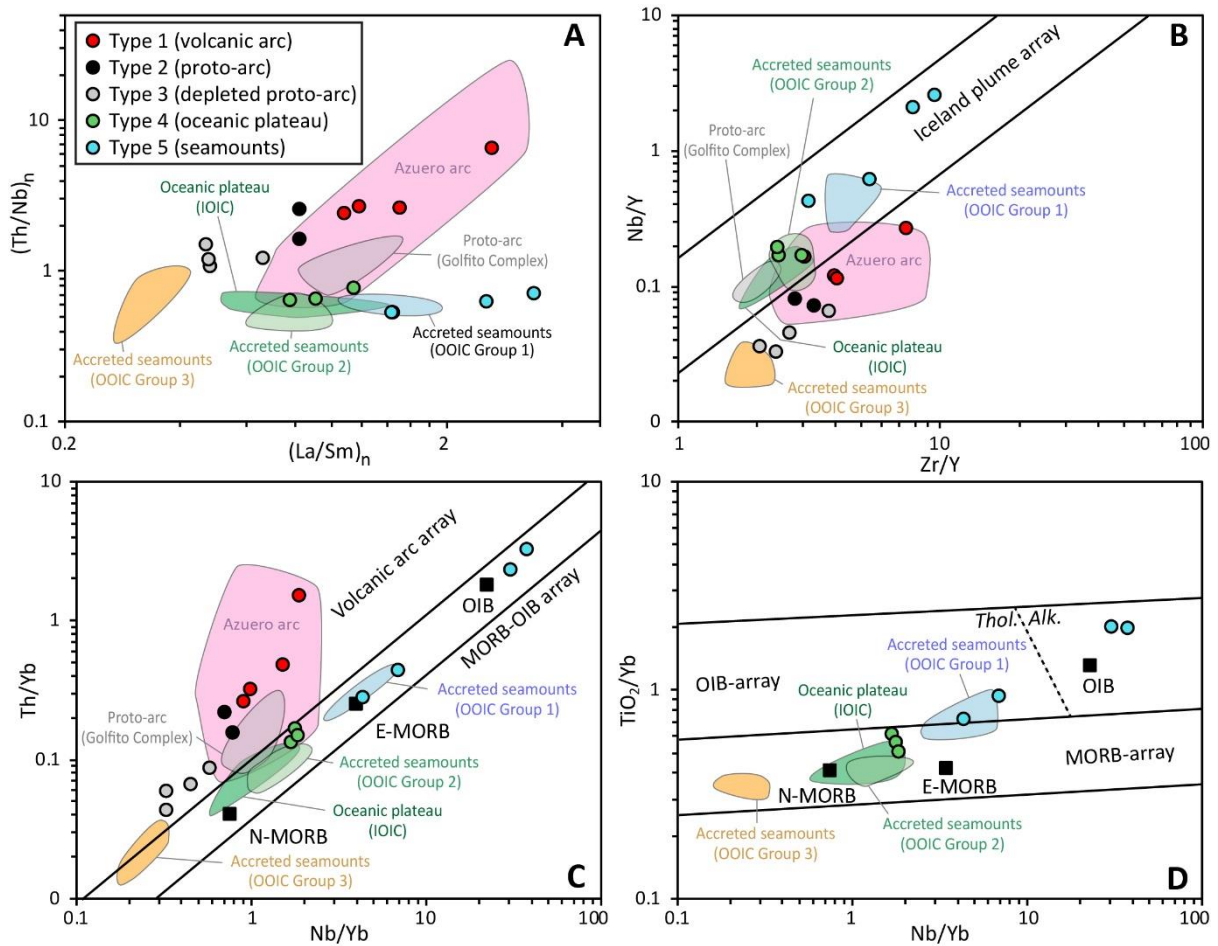 A
Type 1 (volcanic arc)
Type 2 (proto-arc)
Type 3 (depleted proto-arc)
Type 4 (oceanic plateau)
Type 5 (seamounts)
10
1
0.1
(Th/Nb)n
Azuero arc
Oceanic plateau
(IOIC)
Proto-arc
(Golfito Complex)
Accreted seamounts
(OOIC Group 3)
Accreted seamounts
(OOIC Group 2)
Accreted seamounts
(OOIC Group 1)
0.2
2
(La/Sm)n
B
10
1
0.1
0
Nb/Y
Accreted seamounts
(OOIC Group 2)
Iceland plume array
Proto-arc
(Golfito Complex)
Accreted seamounts
(OOIC Group 1)
Azuero arc
Oceanic plateau
(IOIC)
Accreted seamounts
(OOIC Group 3)
1
10
100
Zr/Y
10
1
0.1
0
Th/Yb
Volcanic arc array
MORB-OIB array
OIB
Azuero arc
Proto-arc
(Golfito Complex)
Accreted seamounts
(OOIC Group 1)
E-MORB
Accreted seamounts
(OOIC Group 2)
Oceanic plateau
(IOIC)
N-MORB
Accreted seamounts
(OOIC Group 3)
C
0.1
1
10
100
Nb/Yb
10
1
0.1
TiO2/Yb
Thol. Alk.
Accreted seamounts
(OOIC Group 1)
OIB-array
Oceanic plateau
(IOIC)
OIB
MORB-array
N-MORB
E-MORB
Accreted seamounts
(OOIC Group 3)
Accreted seamounts
(OOIC Group 2)
D
0.1
1
10
100
Nb/Yb